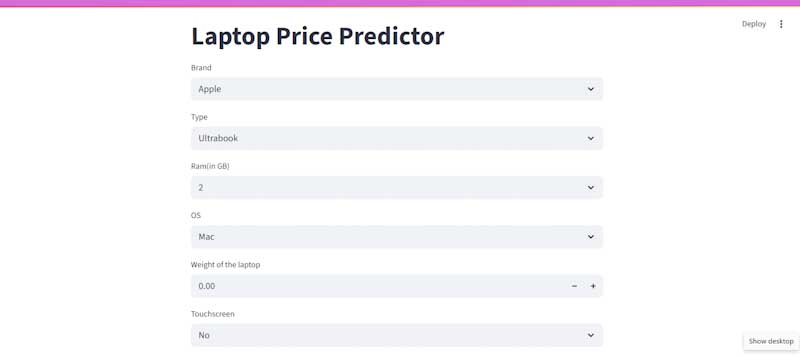 Deploy
Laptop Price Predictor
Brand
Apple
Type
Ultrabook
Ram(in GB)
2
OS
Mac
Weight of the laptop
0.00
Touchscreen
No
Show desktop